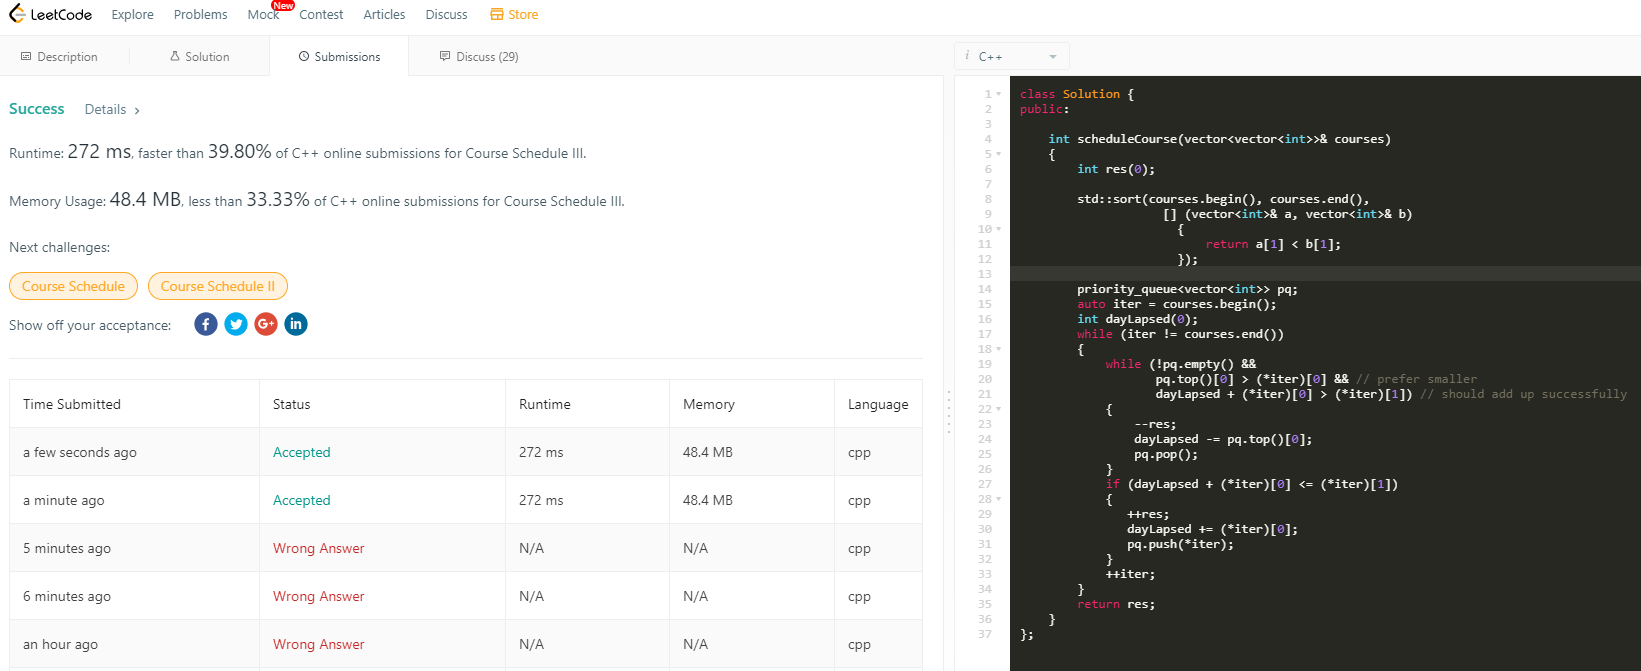 LeetCode Explore Problems Mock New Contest Articles Discuss Store
Description Solution Submissions Discuss (29)
Success Details >
Runtime: 272 ms, faster than 39.80% of C++ online submissions for Course Schedule III.
Memory Usage: 48.4 MB, less than 33.33% of C++ online submissions for Course Schedule III.
Next challenges:
Course Schedule Course Schedule II
Show off your acceptance: f G+ in
Time Submitted Status Runtime Memory Language
a few seconds ago Accepted 272 ms 48.4 MB cpp
a minute ago Accepted 272 ms 48.4 MB cpp
5 minutes ago Wrong Answer N/A N/A cpp
6 minutes ago Wrong Answer N/A N/A cpp
an hour ago Wrong Answer N/A N/A cpp
i C++
1 class Solution {
2 public:
3
4     int scheduleCourse(vector<vector<int>>& courses)
5     {
6         int res(0);
7
8         std::sort(courses.begin(), courses.end(),
9                     [] (vector<int>& a, vector<int>& b)
10                      {
11                          return a[1] < b[1];
12                      });
13
14         priority_queue<vector<int>> pq;
15         auto iter = courses.begin();
16         int dayLapsed(0);
17         while (iter != courses.end())
18         {
19             while (!pq.empty() &&
20                    pq.top()[0] > (*iter)[0] && // prefer smaller
21                    dayLapsed + (*iter)[0] > (*iter)[1]) // should add up successfully
22             {
23                 --res;
24                 dayLapsed -= pq.top()[0];
25                 pq.pop();
26             }
27             if (dayLapsed + (*iter)[0] <= (*iter)[1])
28             {
29                ++res;
30                dayLapsed += (*iter)[0];
31                pq.push(*iter);
32             }
33             ++iter;
34         }
35         return res;
36     }
37 };